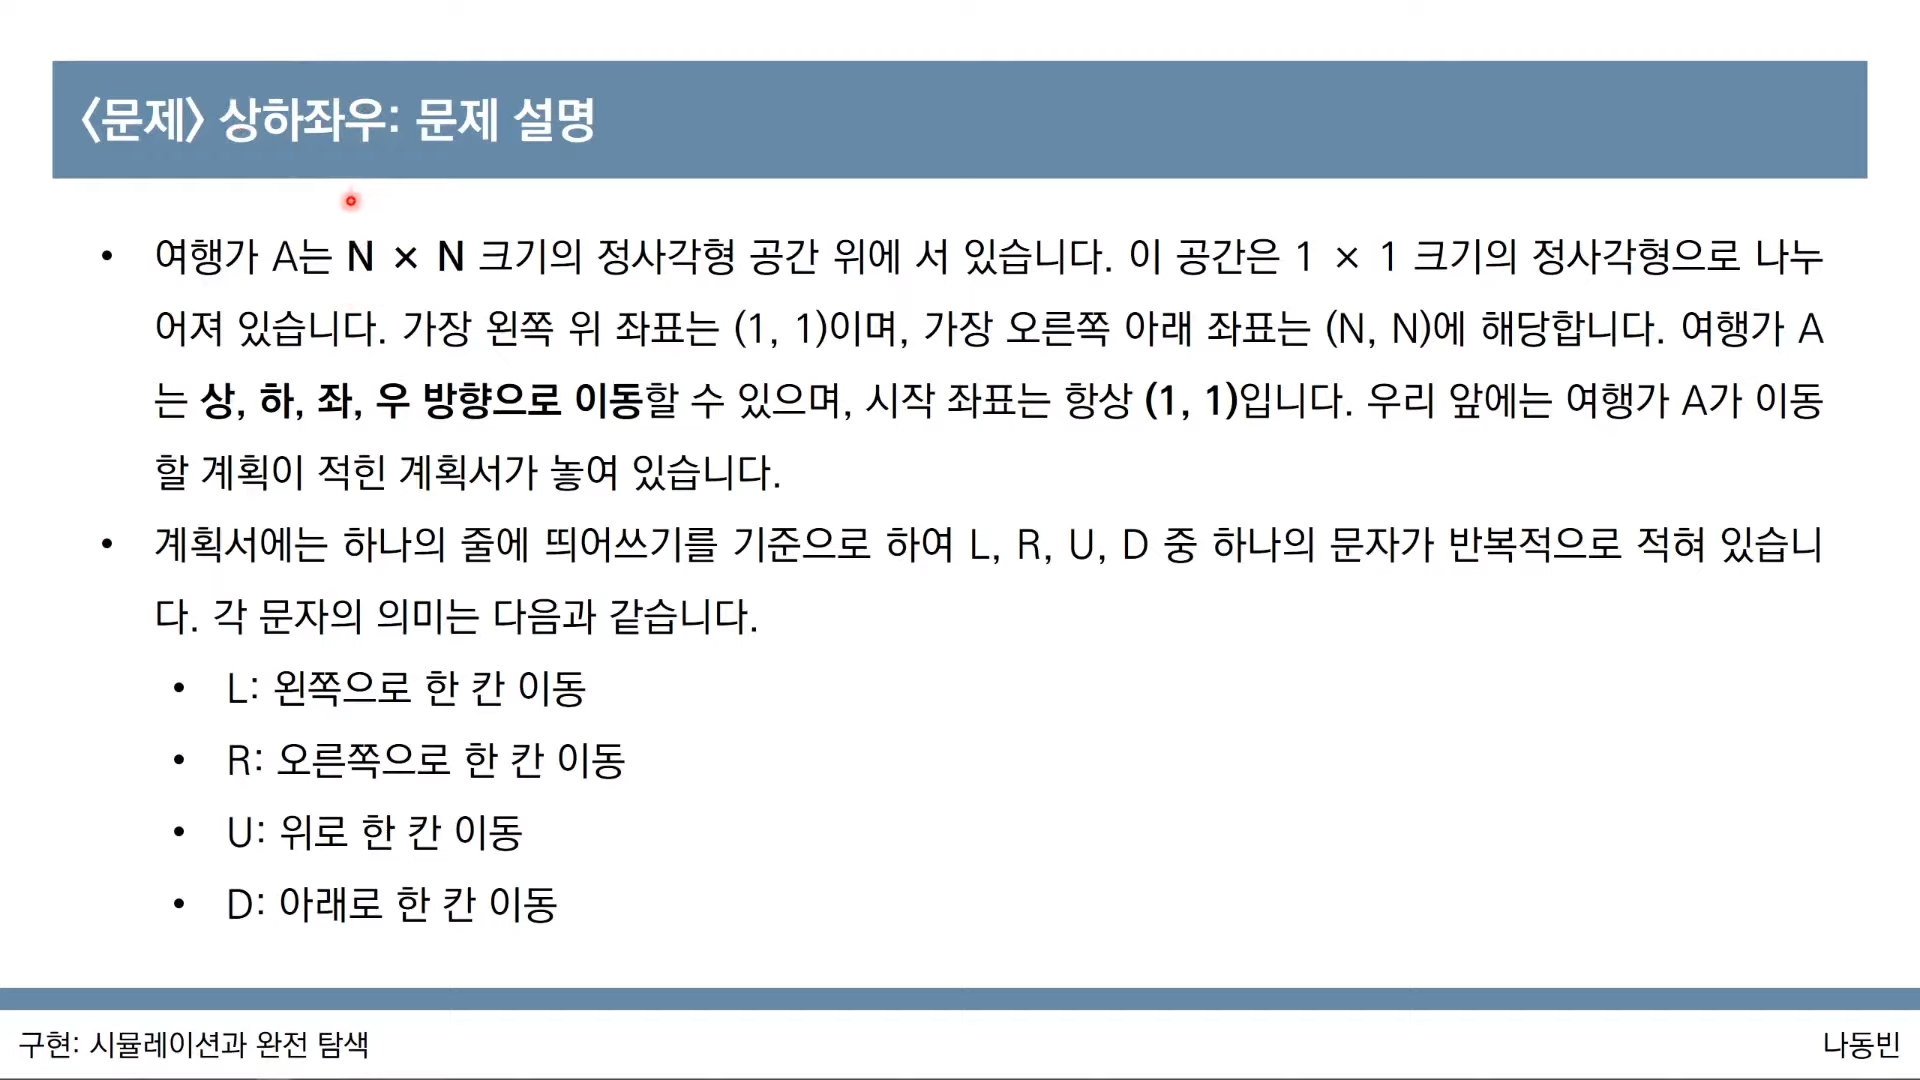 <문제> 상하좌우: 문제 설명
• 여행가 A는 N × N 크기의 정사각형 공간 위에 서 있습니다. 이 공간은 1 × 1 크기의 정사각형으로 나누
어져 있습니다. 가장 왼쪽 위 좌표는 (1, 1)이며, 가장 오른쪽 아래 좌표는 (N, N)에 해당합니다. 여행가 A
는 상, 하, 좌, 우 방향으로 이동할 수 있으며, 시작 좌표는 항상 (1, 1)입니다. 우리 앞에는 여행가 A가 이동
할 계획이 적힌 계획서가 놓여 있습니다.
• 계획서에는 하나의 줄에 띄어쓰기를 기준으로 하여 L, R, U, D 중 하나의 문자가 반복적으로 적혀 있습니
다. 각 문자의 의미는 다음과 같습니다.
• L: 왼쪽으로 한 칸 이동
• R: 오른쪽으로 한 칸 이동
• U: 위로 한 칸 이동
• D: 아래로 한 칸 이동
구현: 시뮬레이션과 완전 탐색
나동빈